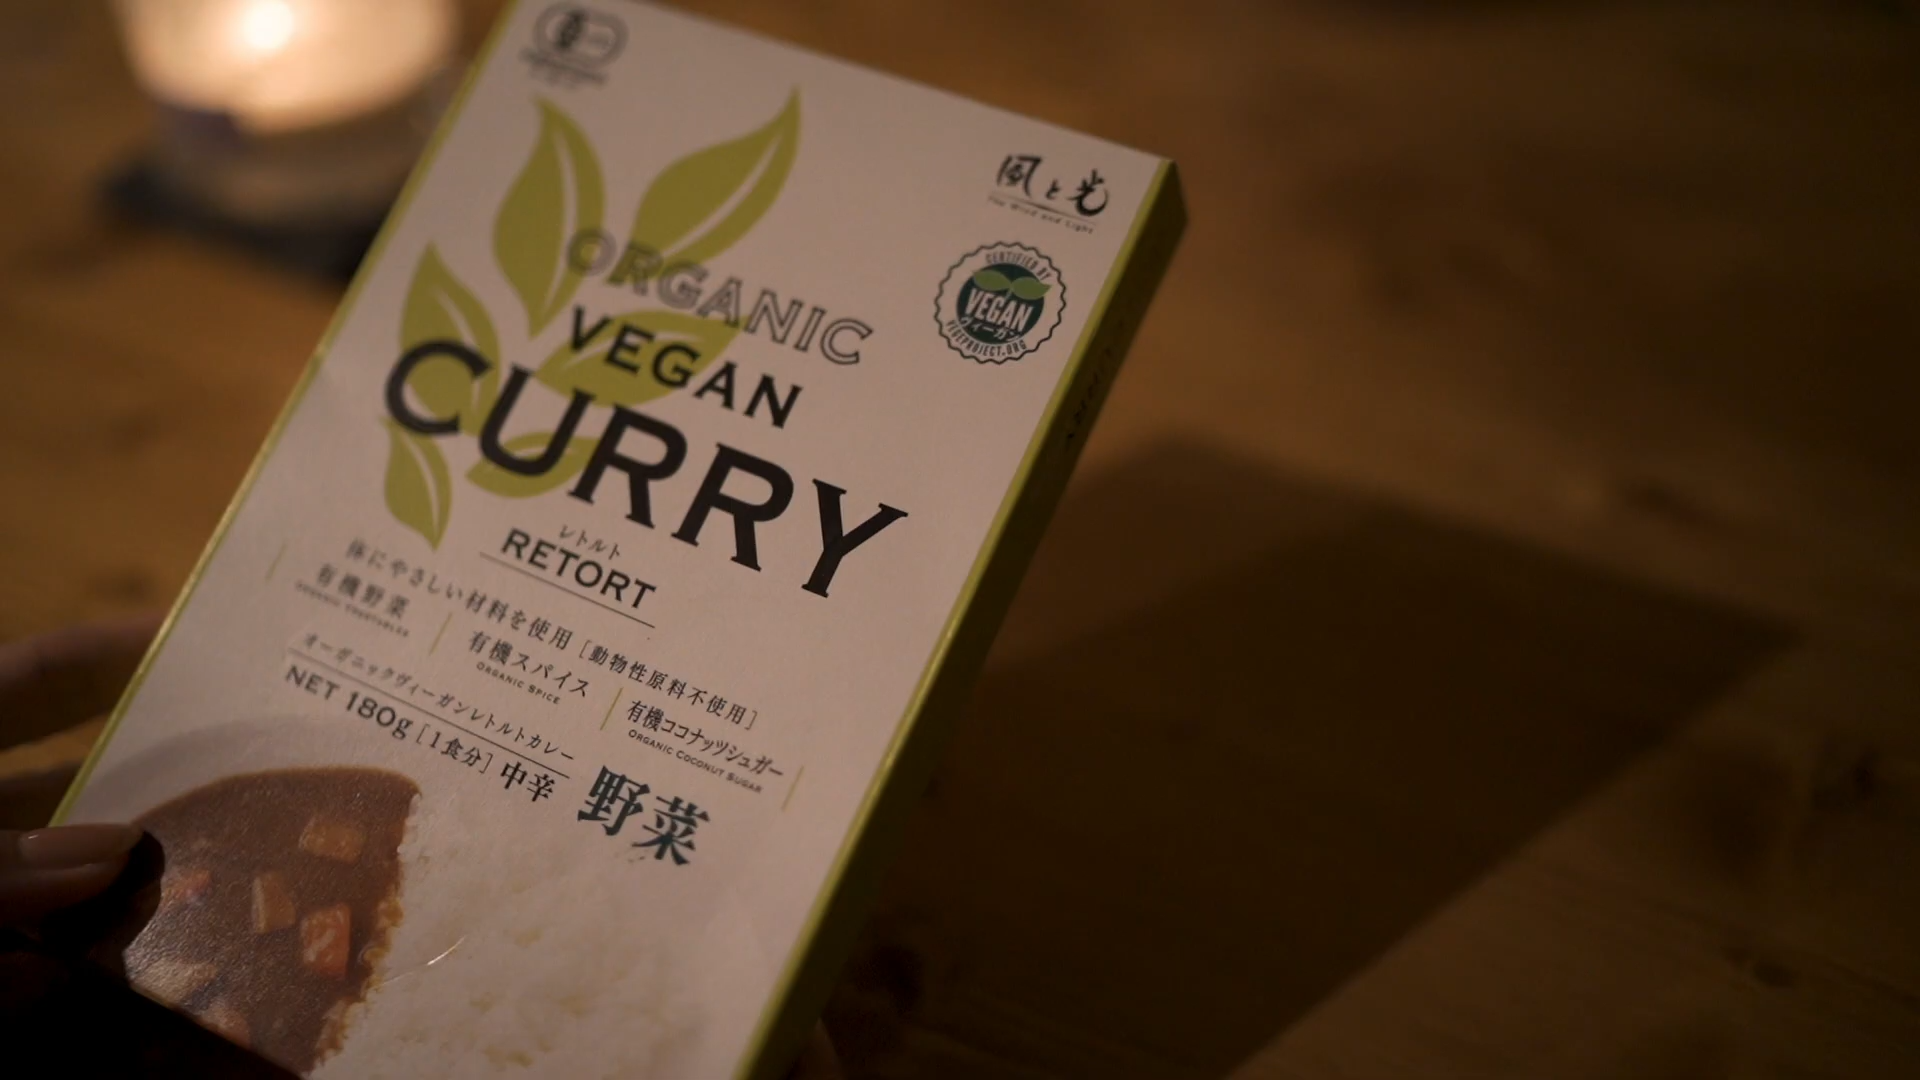 風と光
The Wind and Light
CERTIFIED BY
VEGAN
ヴィーガン
VEGEPROJECT.ORG
ORGANIC
VEGAN
CURRY
レトルト
RETORT
体にやさしい材料を使用［動物性原料不使用］
有機野菜
ORGANIC VEGETABLES
有機スパイス
ORGANIC SPICE
有機ココナッツシュガー
ORGANIC COCONUT SUGAR
オーガニックヴィーガンレトルトカレー
NET 180g［1食分］中辛 野菜